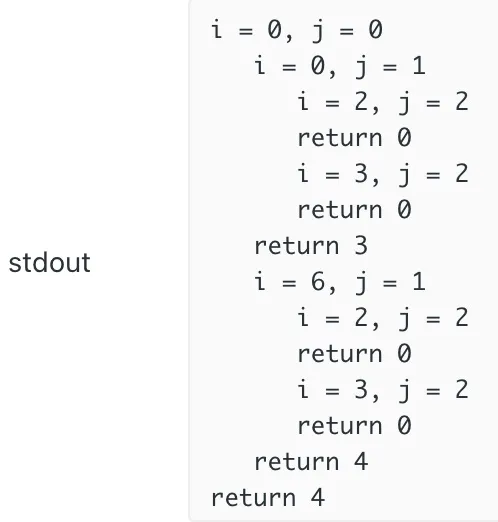 stdout
i = 0, j = 0
   i = 0, j = 1
      i = 2, j = 2
      return 0
      i = 3, j = 2
      return 0
   return 3
   i = 6, j = 1
      i = 2, j = 2
      return 0
      i = 3, j = 2
      return 0
   return 4
return 4